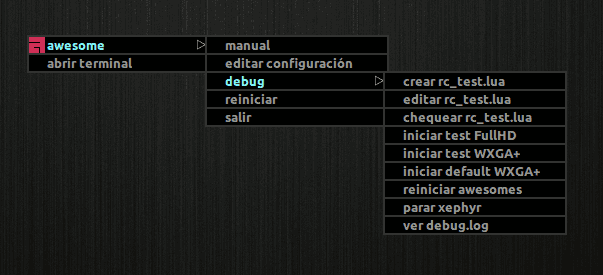 awesome
abrir terminal
manual
editar configuración
debug
reiniciar
salir
crear rc_test.lua
editar rc_test.lua
chequear rc_test.lua
iniciar test FullHD
iniciar test WXGA+
iniciar default WXGA+
reiniciar awesomes
parar xephyr
ver debug.log